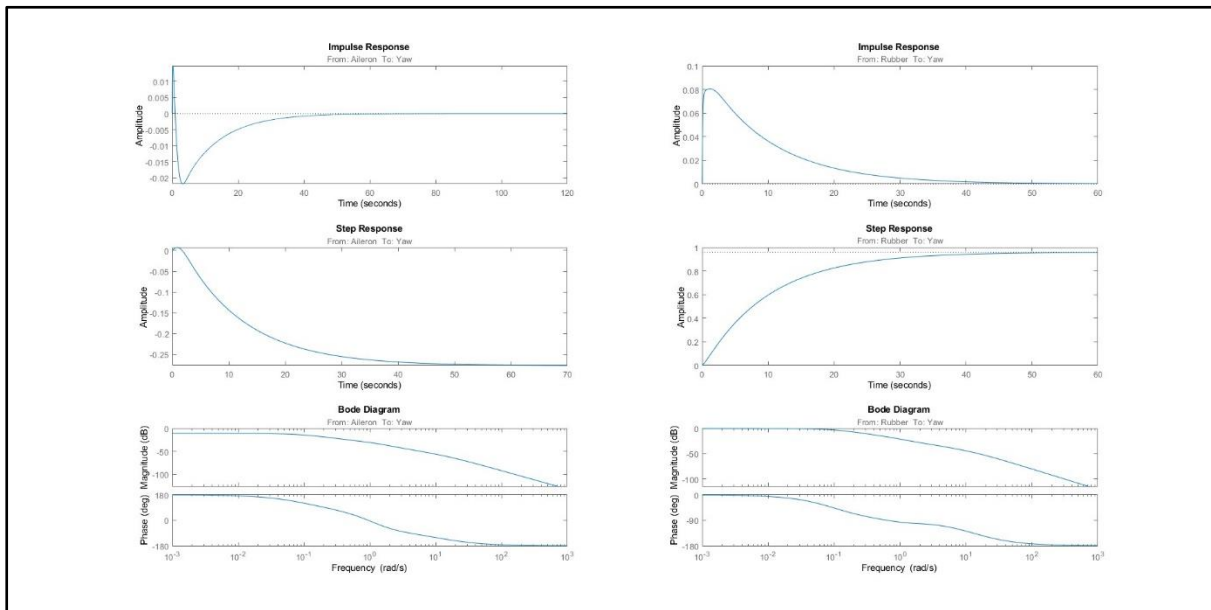 Impulse Response
From: Aileron To: Yaw
0.01
0.005
0
-0.005
-0.01
-0.015
-0.02
Amplitude
0 20 40 60 80 100 120
Time (seconds)
Impulse Response
From: Rubber To: Yaw
0.1
0.08
0.06
0.04
0.02
0
Amplitude
0 10 20 30 40 50 60
Time (seconds)
Step Response
From: Aileron To: Yaw
0
-0.05
-0.1
-0.15
-0.2
-0.25
Amplitude
0 10 20 30 40 50 60 70
Time (seconds)
Step Response
From: Rubber To: Yaw
1
0.8
0.6
0.4
0.2
0
Amplitude
0 10 20 30 40 50 60
Time (seconds)
Bode Diagram
From: Aileron To: Yaw
0
-50
-100
Magnitude (dB)
180
0
-180
Phase (deg)
10^-3 10^-2 10^-1 10^0 10^1 10^2 10^3
Frequency (rad/s)
Bode Diagram
From: Rubber To: Yaw
0
-50
-100
Magnitude (dB)
0
-90
-180
Phase (deg)
10^-3 10^-2 10^-1 10^0 10^1 10^2 10^3
Frequency (rad/s)